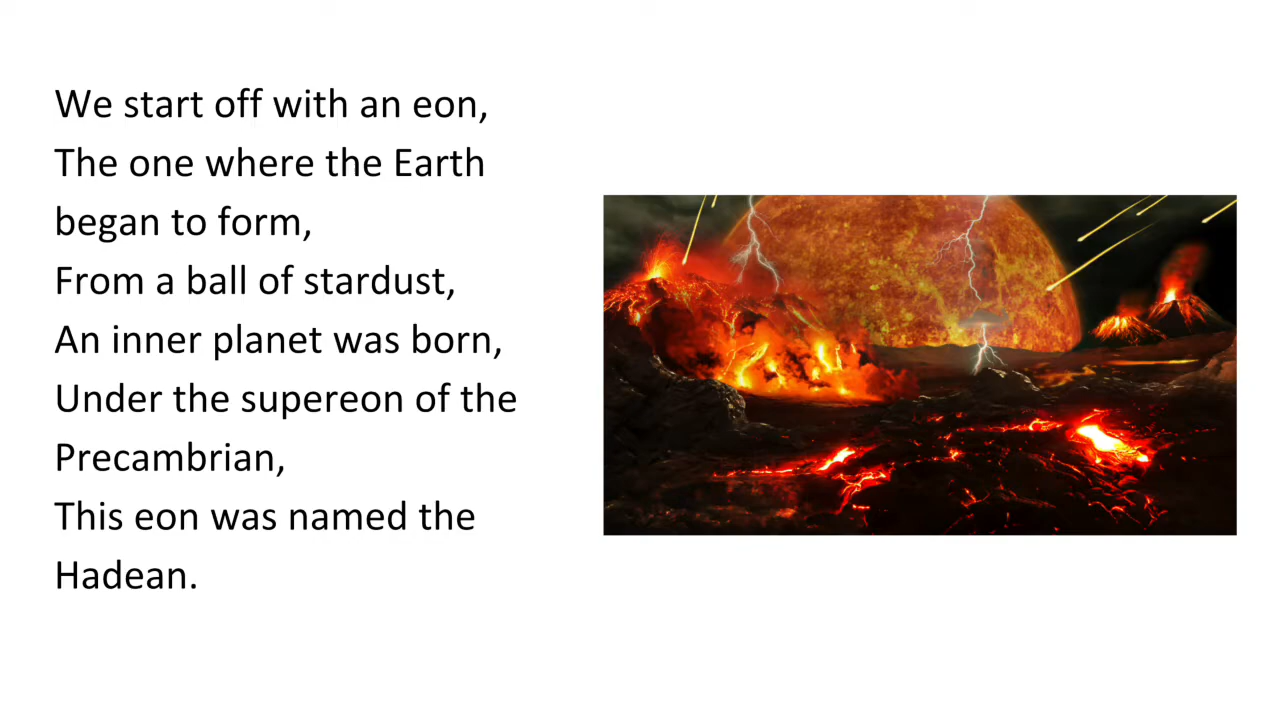 We start off with an eon,
The one where the Earth
began to form,
From a ball of stardust,
An inner planet was born,
Under the supereon of the
Precambrian,
This eon was named the
Hadean.